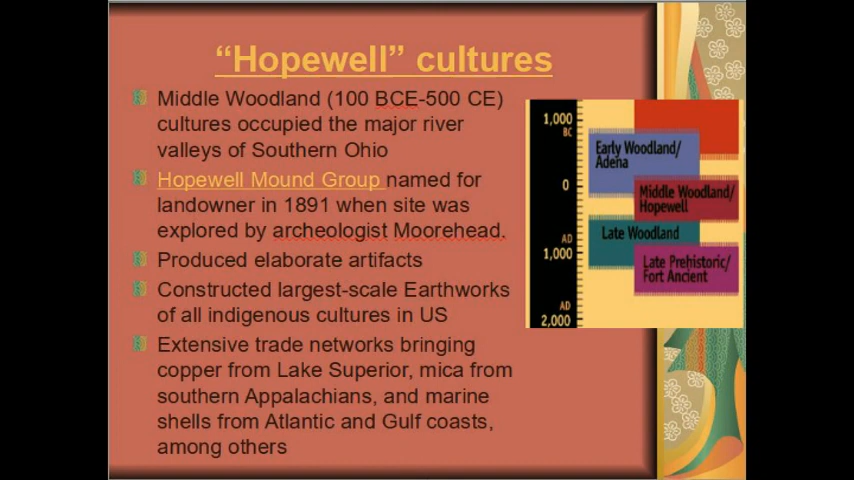 “Hopewell” cultures
Middle Woodland (100 BCE-500 CE)
cultures occupied the major river
valleys of Southern Ohio
Hopewell Mound Group named for
landowner in 1891 when site was
explored by archeologist Moorehead.
Produced elaborate artifacts
Constructed largest-scale Earthworks
of all indigenous cultures in US
Extensive trade networks bringing
copper from Lake Superior, mica from
southern Appalachians, and marine
shells from Atlantic and Gulf coasts,
among others
1,000
BC
Early Woodland/
Adena
0
Middle Woodland/
Hopewell
Late Woodland
AD
1,000
Late Prehistoric/
Fort Ancient
AD
2,000